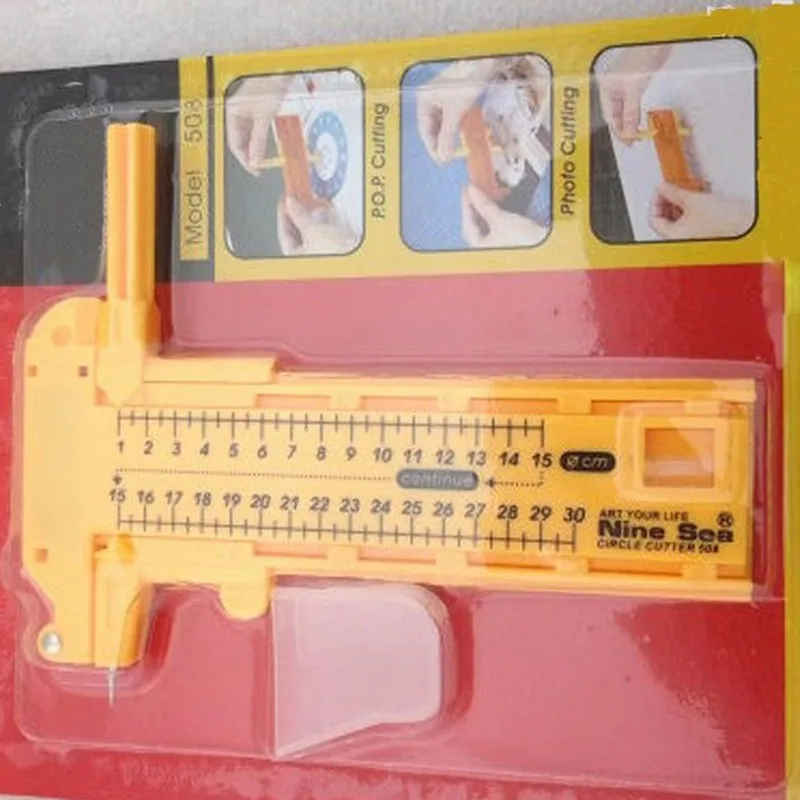 Model 508
P.O.P. Cutting
Photo Cutting
1 2 3 4 5 6 7 8 9 10 11 12 13 14 15 ø cm
continue
15 16 17 18 19 20 21 22 23 24 25 26 27 28 29 30
ART YOUR LIFE
Nine Sea®
CIRCLE CUTTER 508